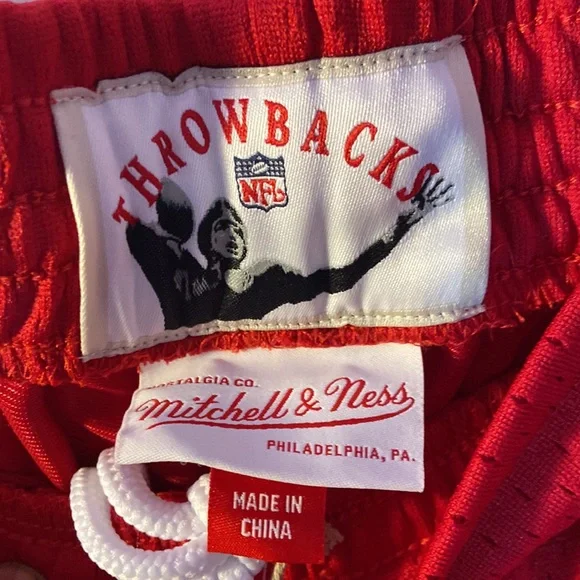 THROWBACKS
NFL
NOSTALGIA CO.
Mitchell & Ness
PHILADELPHIA, PA.
MADE IN
CHINA